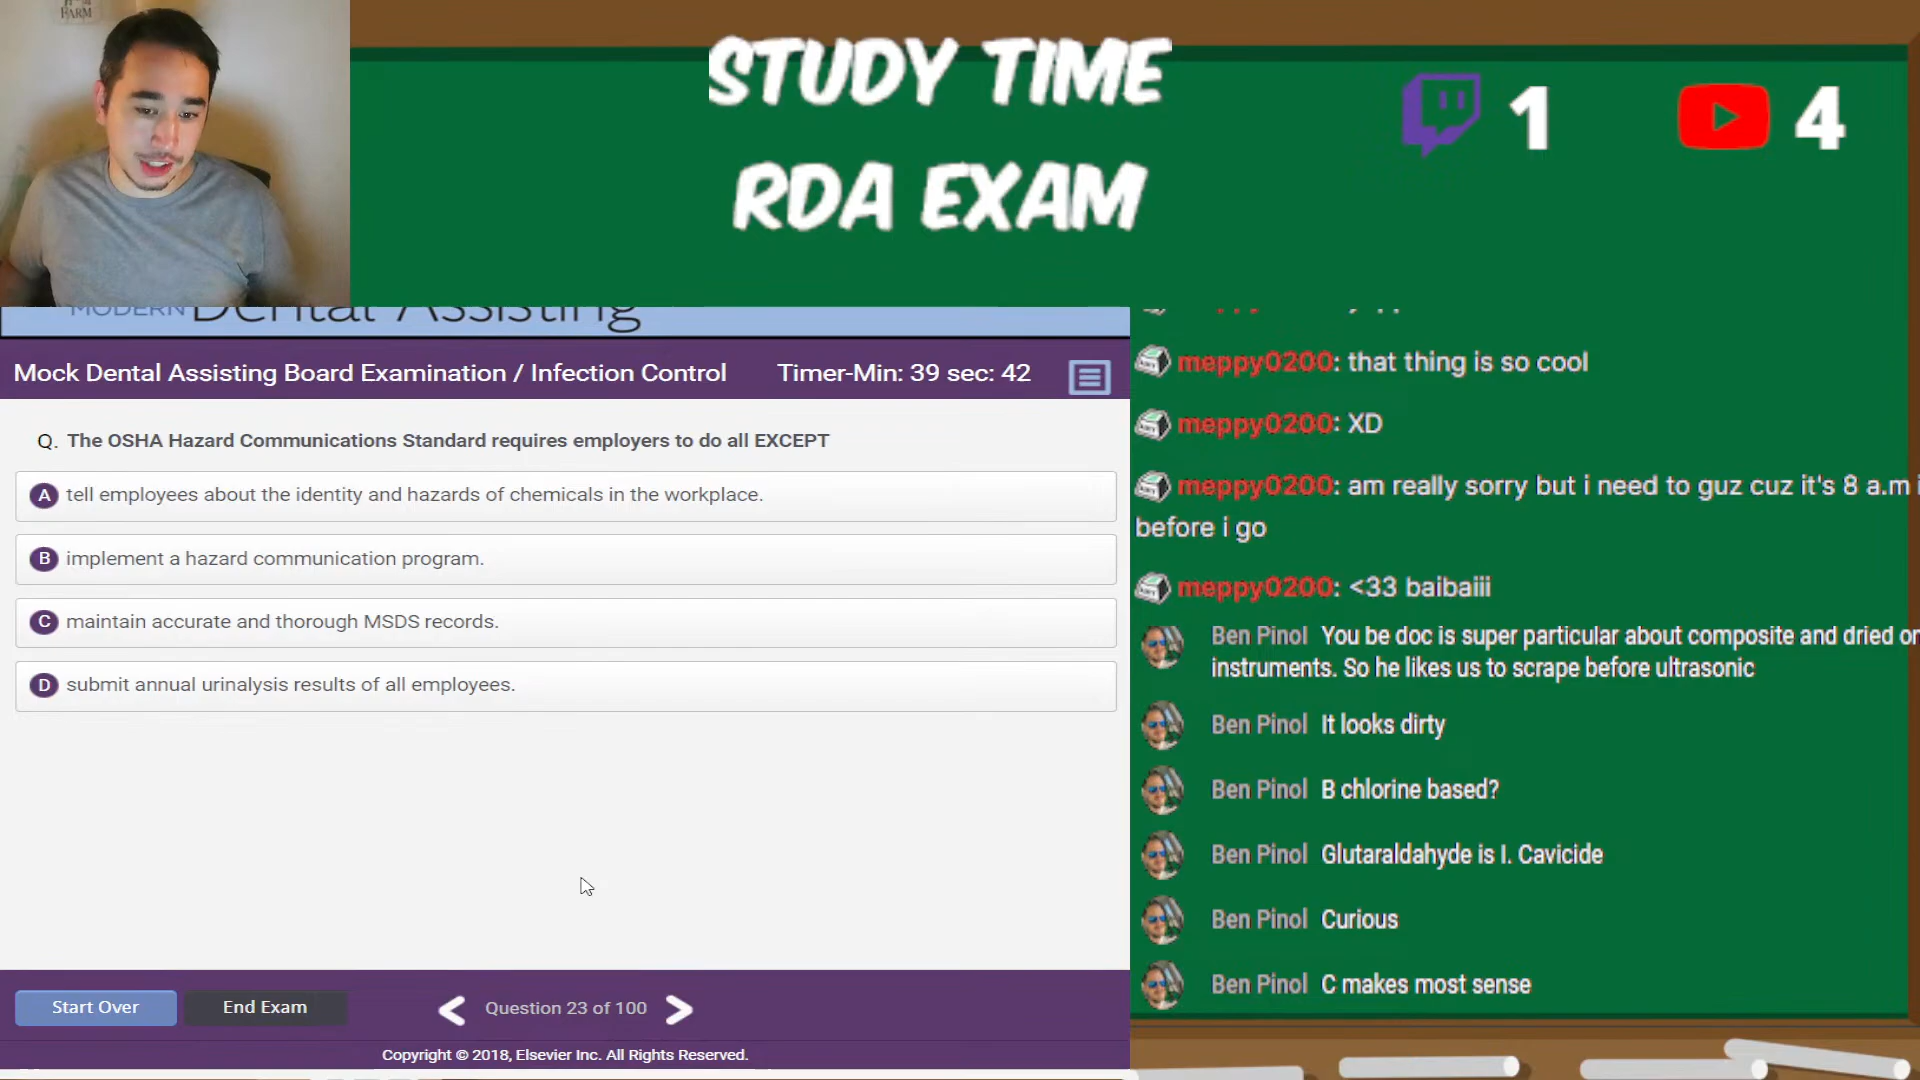 FARM
STUDY TIME
RDA EXAM
1
4
MODERN Dental Assisting
Mock Dental Assisting Board Examination / Infection Control
Timer-Min: 39 sec: 42
Q. The OSHA Hazard Communications Standard requires employers to do all EXCEPT
A tell employees about the identity and hazards of chemicals in the workplace.
B implement a hazard communication program.
C maintain accurate and thorough MSDS records.
D submit annual urinalysis results of all employees.
Start Over
End Exam
Question 23 of 100
Copyright © 2018, Elsevier Inc. All Rights Reserved.
meppy0200: that thing is so cool
meppy0200: XD
meppy0200: am really sorry but i need to guz cuz it's 8 a.m
before i go
meppy0200: <33 baibaiii
Ben Pinol You be doc is super particular about composite and dried on
instruments. So he likes us to scrape before ultrasonic
Ben Pinol It looks dirty
Ben Pinol B chlorine based?
Ben Pinol Glutaraldahyde is I. Cavicide
Ben Pinol Curious
Ben Pinol C makes most sense